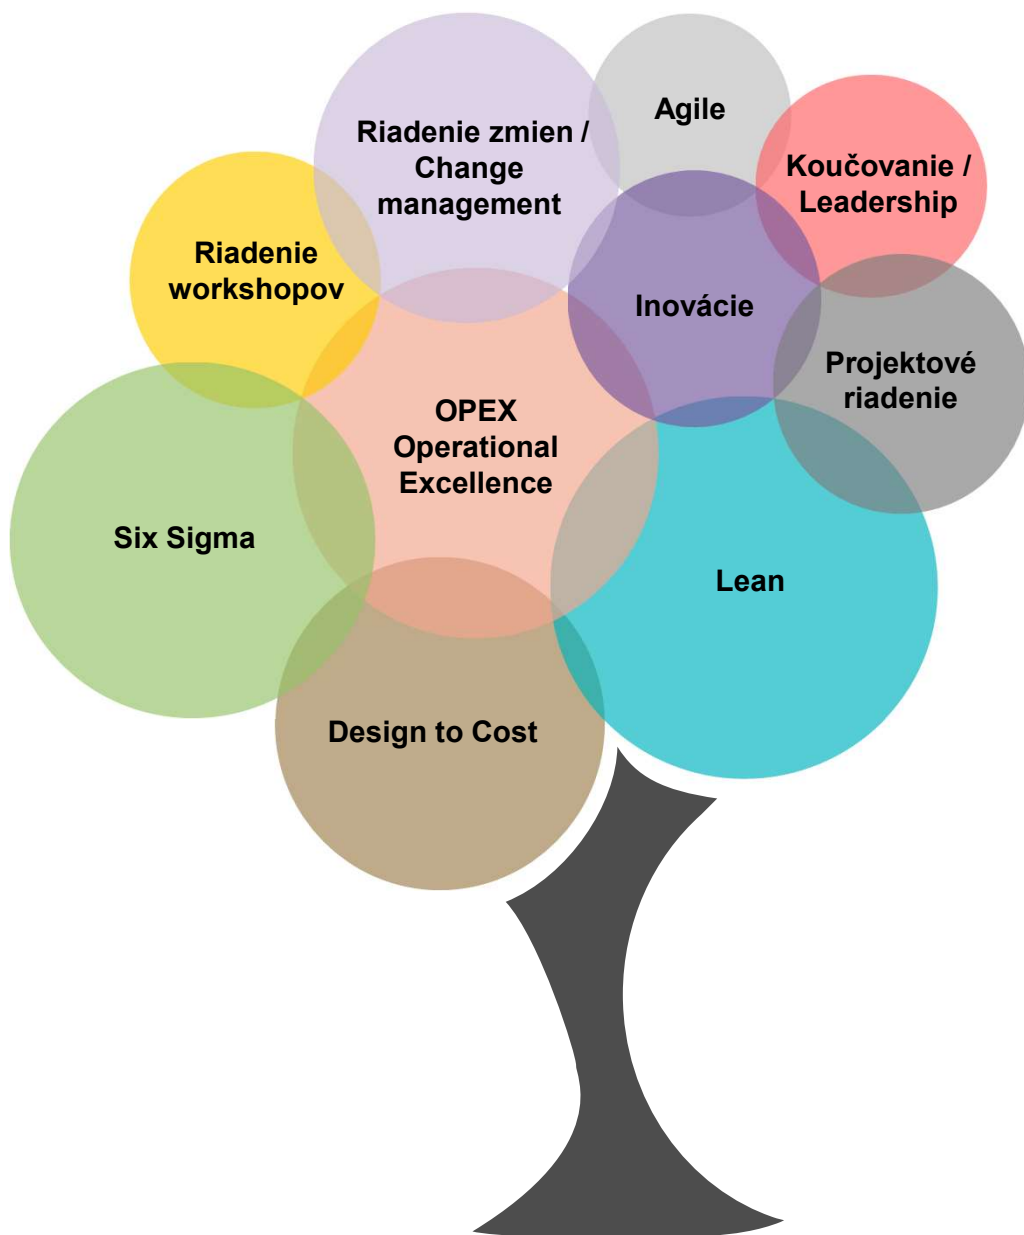 Agile
Riadenie zmien /
Change
management
Koučovanie /
Leadership
Riadenie
workshopov
Inovácie
Projektové
riadenie
OPEX
Operational
Excellence
Six Sigma
Lean
Design to Cost